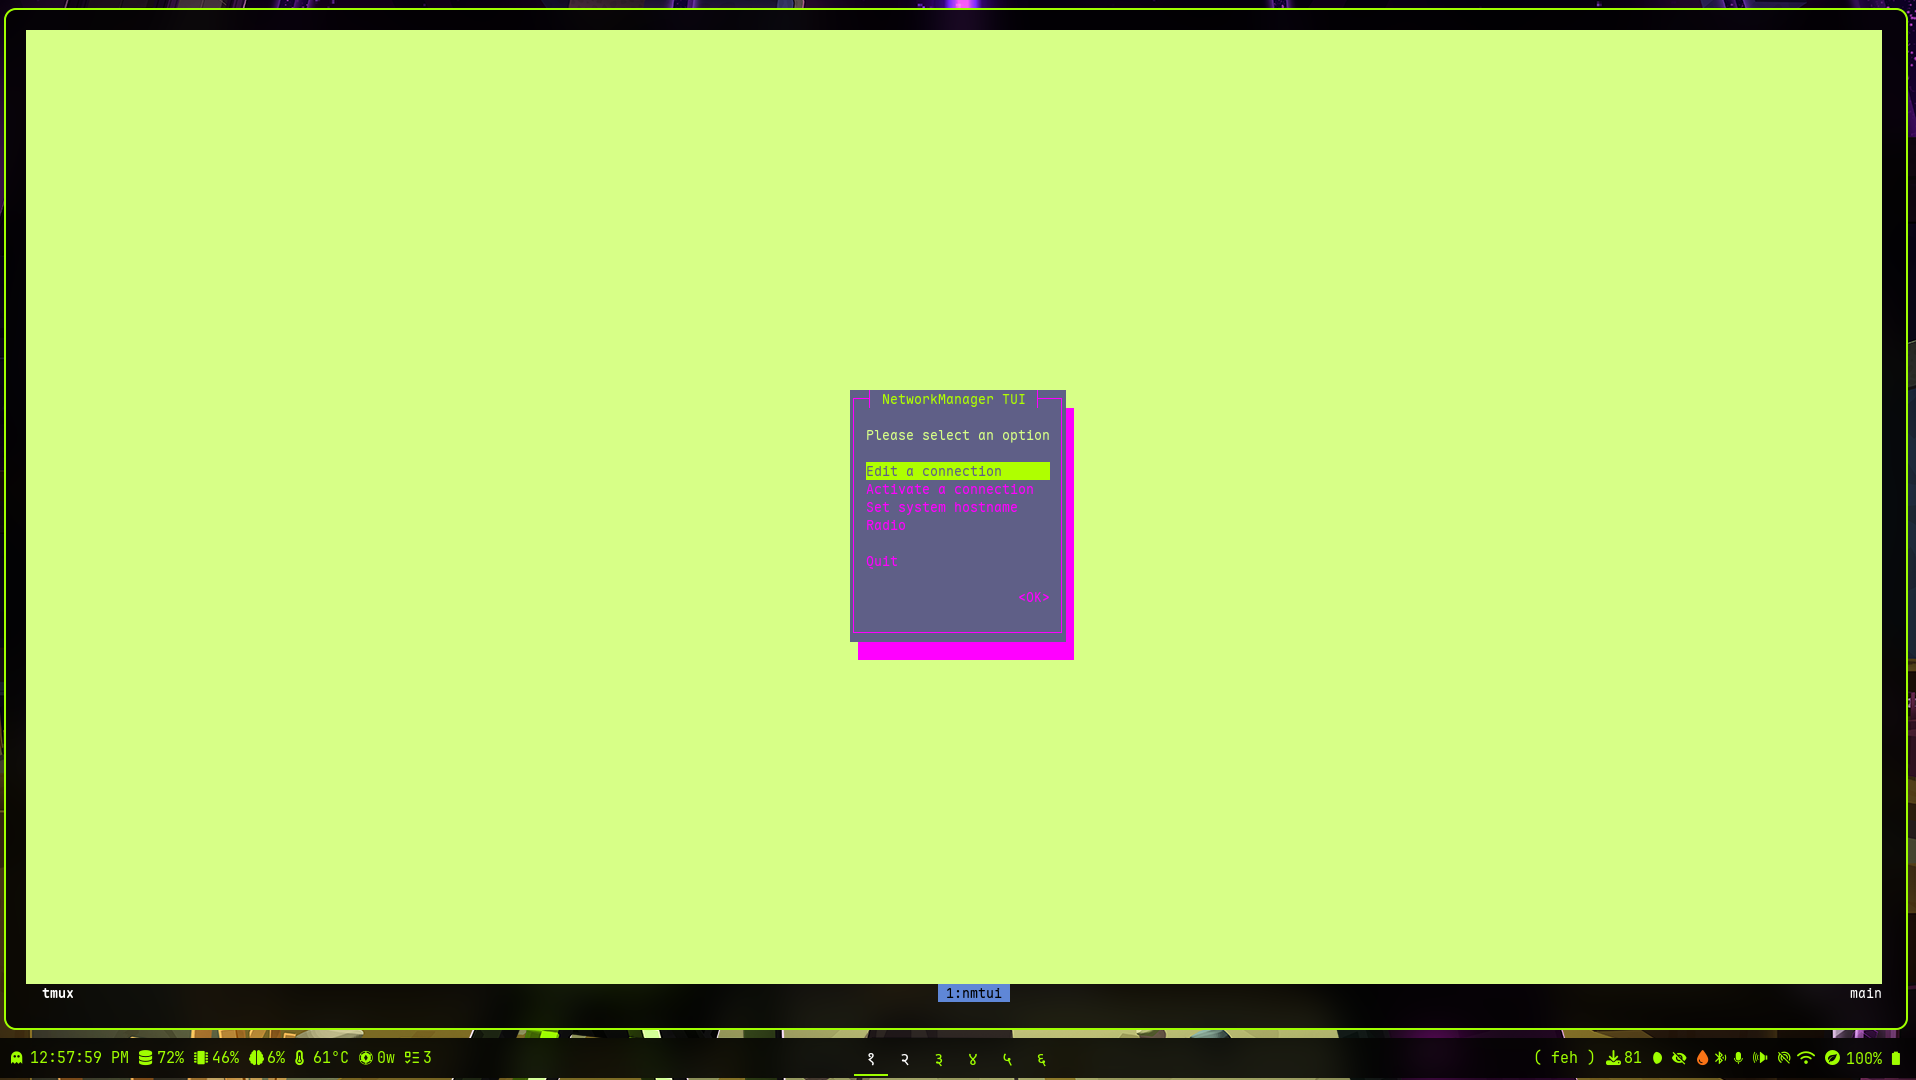 NetworkManager TUI
Please select an option
Edit a connection
Activate a connection
Set system hostname
Radio
Quit
<OK>
tmux 1:nmtui main
12:57:59 PM 72% 46% 6% 61°C 0w 3 १ २ ३ ४ ५ ६ ( feh ) 81 100%